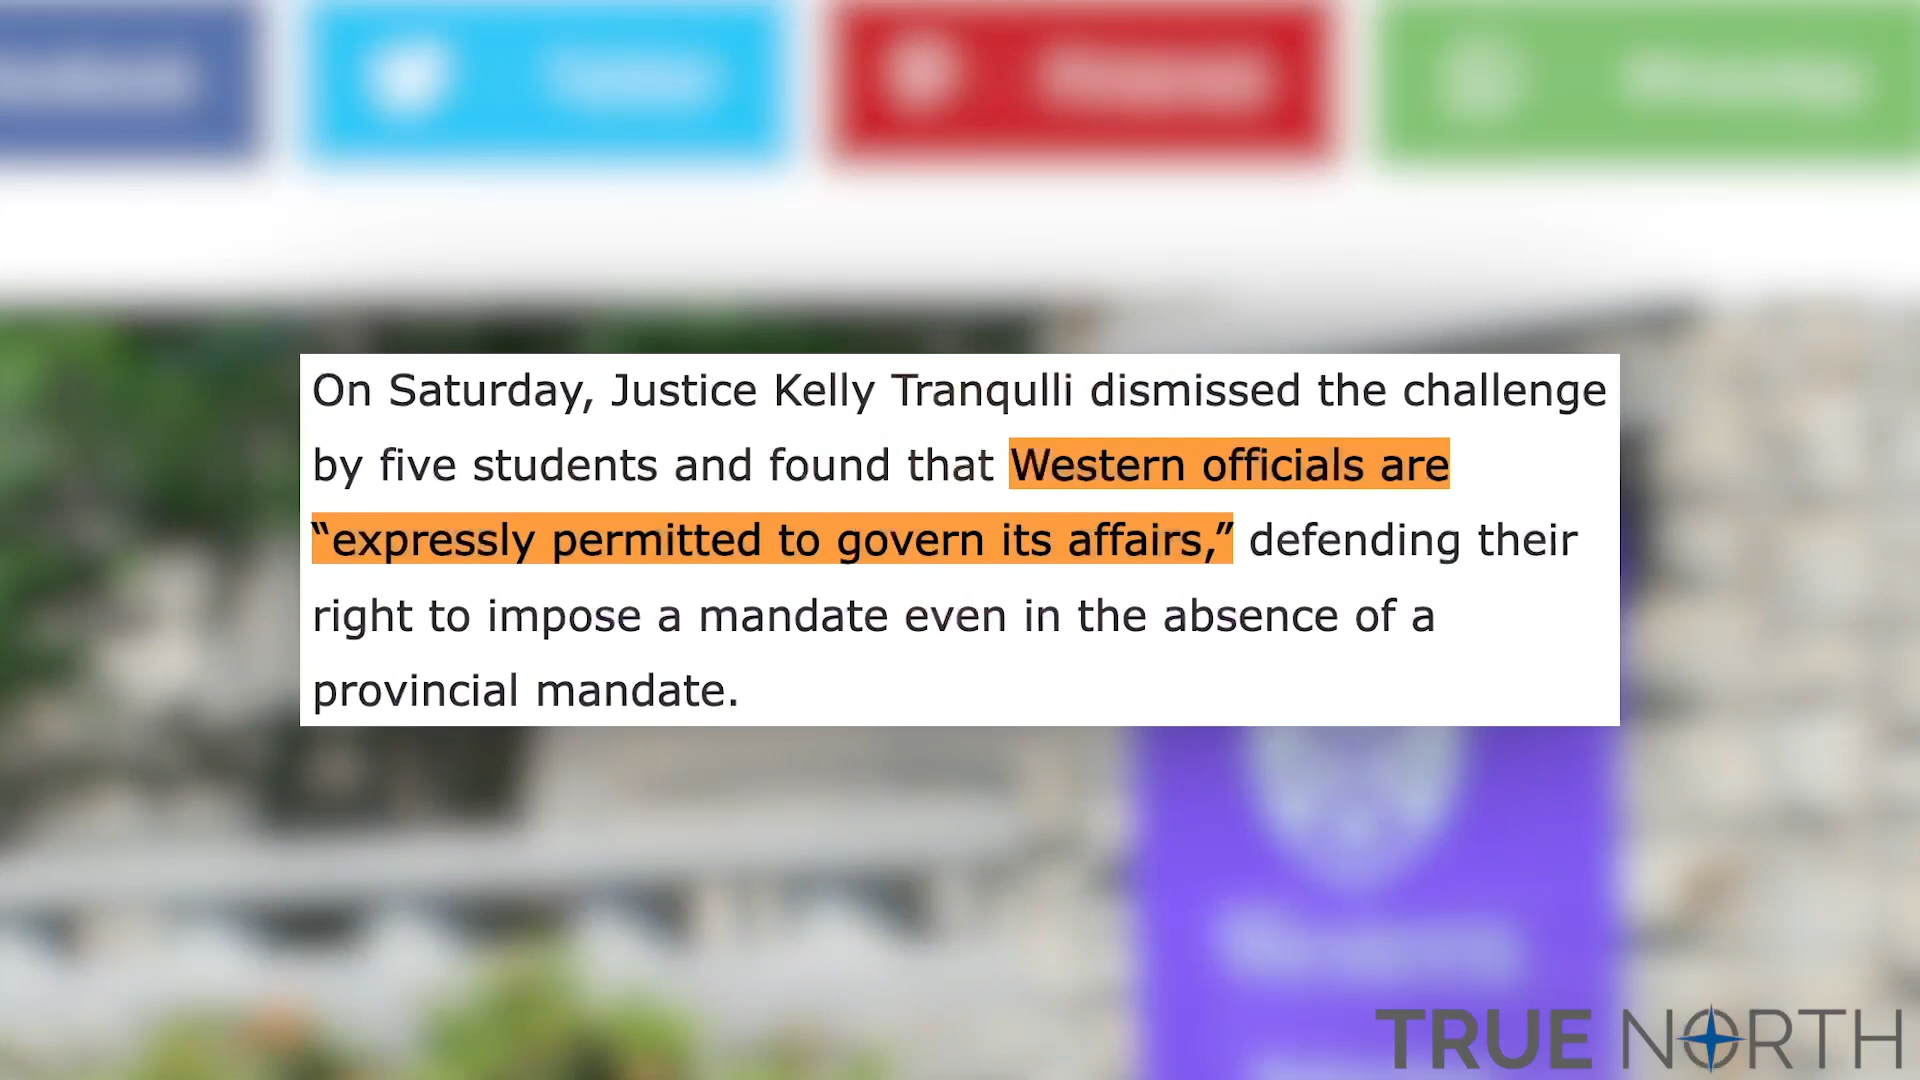 On Saturday, Justice Kelly Tranqulli dismissed the challenge
by five students and found that Western officials are
“expressly permitted to govern its affairs,” defending their
right to impose a mandate even in the absence of a
provincial mandate.
TRUE NORTH